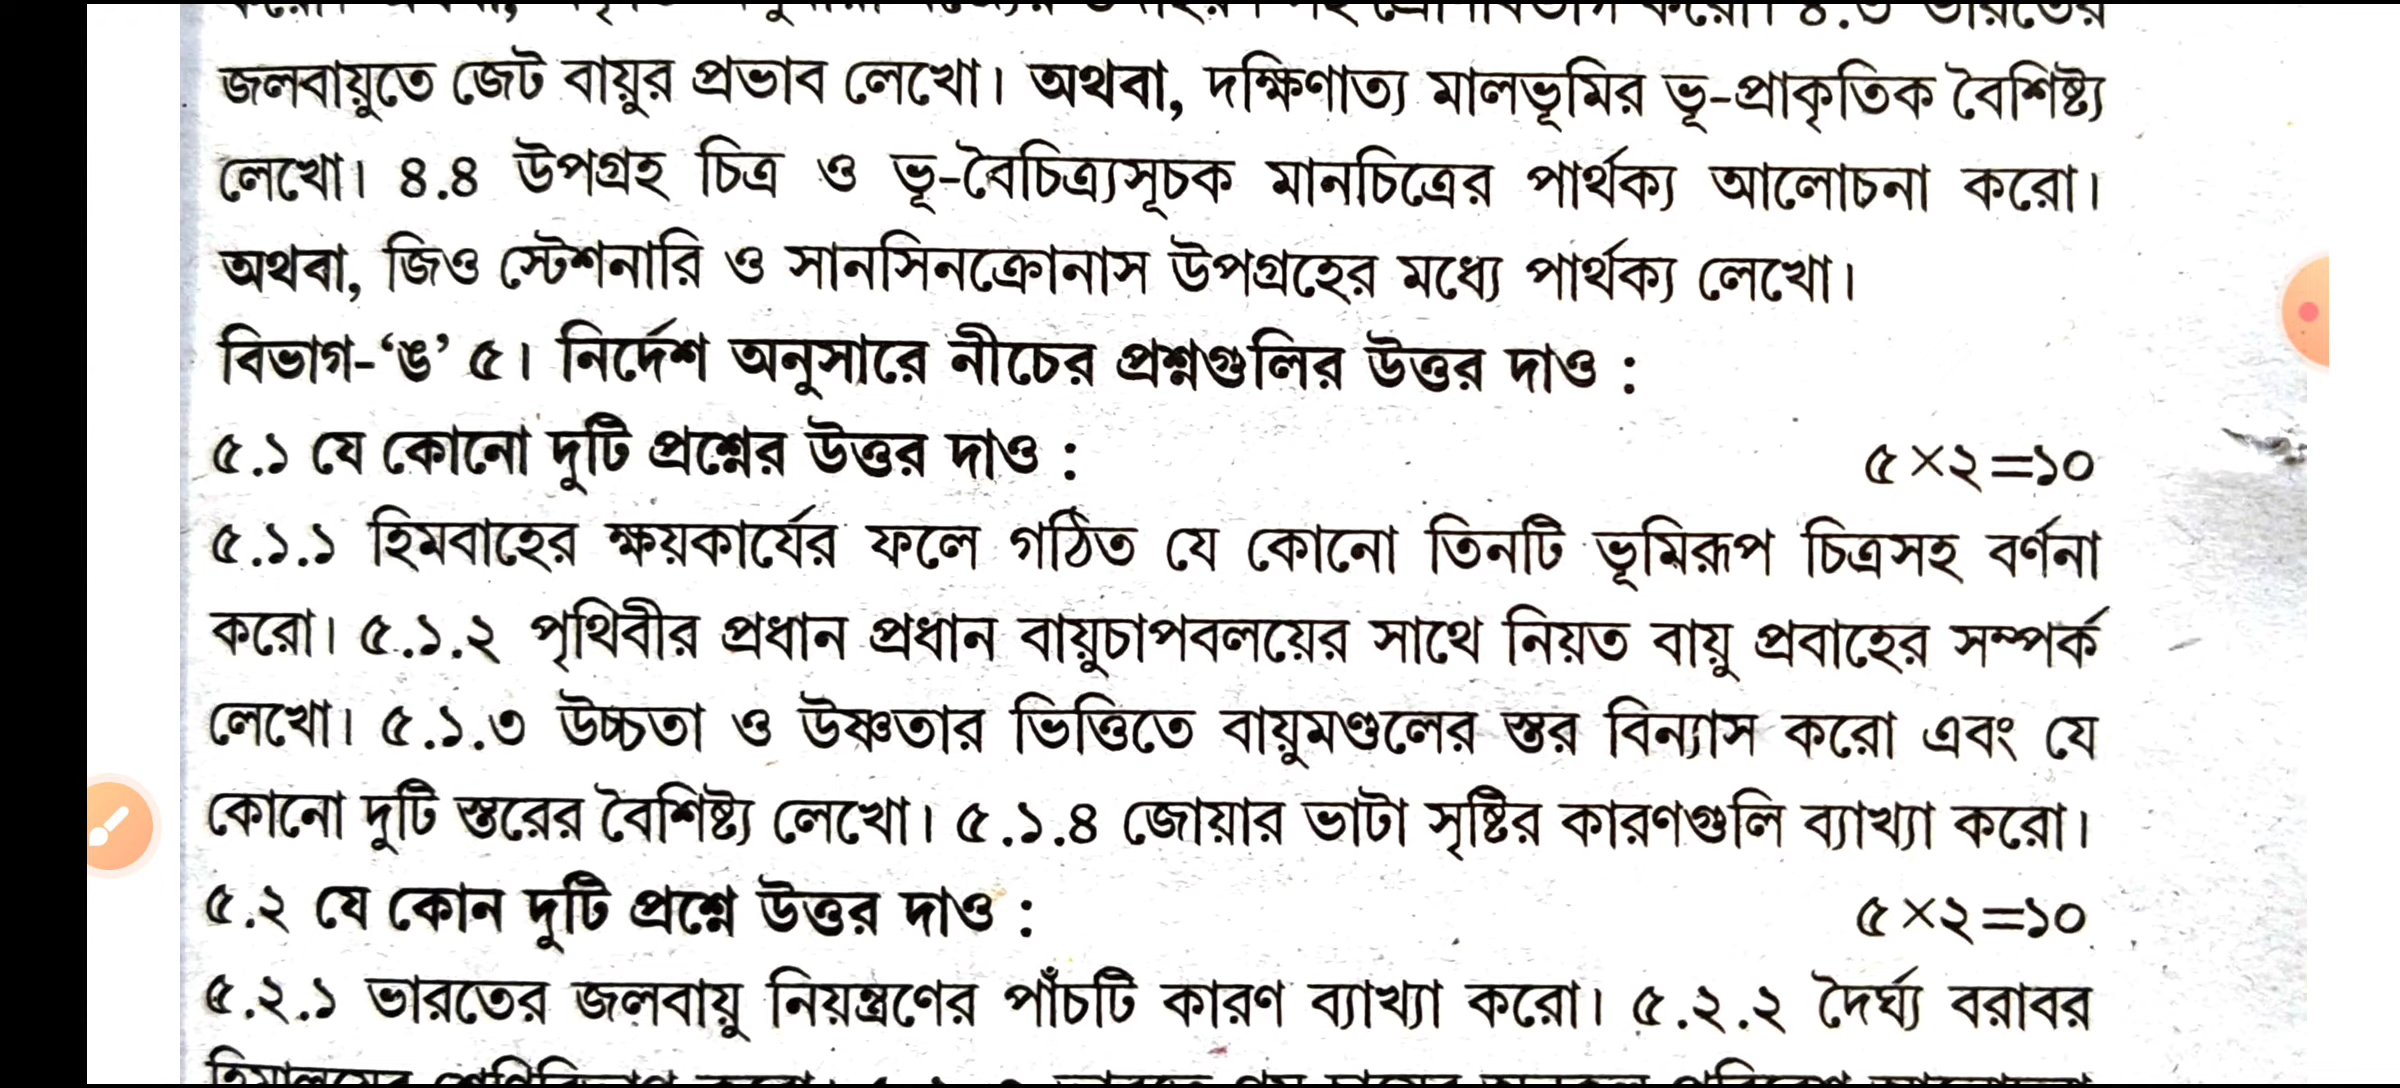 ৪.৩ ভারতের
জলবায়ুতে জেট বায়ুর প্রভাব লেখো। অথবা, দক্ষিণাত্য মালভূমির ভূ-প্রাকৃতিক বৈশিষ্ট্য
লেখো। ৪.৪ উপগ্রহ চিত্র ও ভূ-বৈচিত্র্যসূচক মানচিত্রের পার্থক্য আলোচনা করো।
অথবা, জিও স্টেশনারি ও সানসিনক্রোনাস উপগ্রহের মধ্যে পার্থক্য লেখো।
বিভাগ-‘ঙ’ ৫। নির্দেশ অনুসারে নীচের প্রশ্নগুলির উত্তর দাও :
৫.১ যে কোনো দুটি প্রশ্নের উত্তর দাও : ৫×২=১০
৫.১.১ হিমবাহের ক্ষয়কার্যের ফলে গঠিত যে কোনো তিনটি ভূমিরূপ চিত্রসহ বর্ণনা
করো। ৫.১.২ পৃথিবীর প্রধান প্রধান বায়ুচাপবলয়ের সাথে নিয়ত বায়ু প্রবাহের সম্পর্ক
লেখো। ৫.১.৩ উচ্চতা ও উষ্ণতার ভিত্তিতে বায়ুমণ্ডলের স্তর বিন্যাস করো এবং যে
কোনো দুটি স্তরের বৈশিষ্ট্য লেখো। ৫.১.৪ জোয়ার ভাটা সৃষ্টির কারণগুলি ব্যাখ্যা করো।
৫.২ যে কোন দুটি প্রশ্নে উত্তর দাও : ৫×২=১০
৫.২.১ ভারতের জলবায়ু নিয়ন্ত্রণের পাঁচটি কারণ ব্যাখ্যা করো। ৫.২.২ দৈর্ঘ্য বরাবর